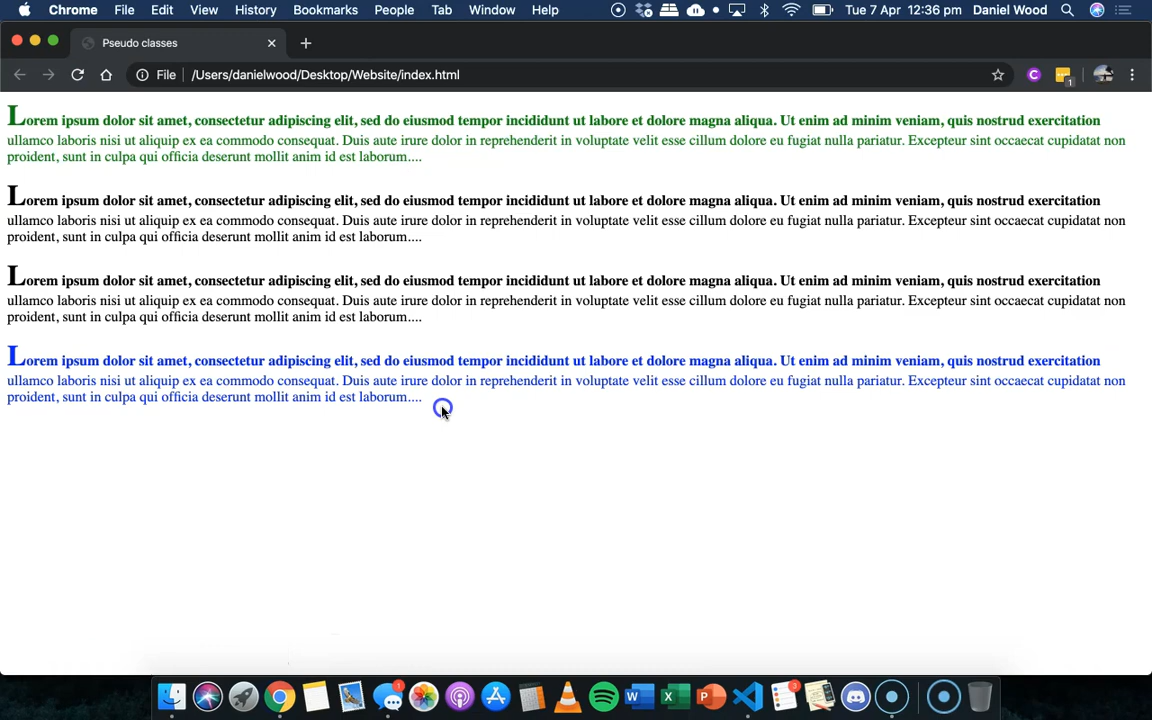 Chrome File Edit View History Bookmarks People Tab Window Help Tue 7 Apr 12:36 pm Daniel Wood
Pseudo classes
File /Users/danielwood/Desktop/Website/index.html
1
Lorem ipsum dolor sit amet, consectetur adipiscing elit, sed do eiusmod tempor incididunt ut labore et dolore magna aliqua. Ut enim ad minim veniam, quis nostrud exercitation
ullamco laboris nisi ut aliquip ex ea commodo consequat. Duis aute irure dolor in reprehenderit in voluptate velit esse cillum dolore eu fugiat nulla pariatur. Excepteur sint occaecat cupidatat non
proident, sunt in culpa qui officia deserunt mollit anim id est laborum....
Lorem ipsum dolor sit amet, consectetur adipiscing elit, sed do eiusmod tempor incididunt ut labore et dolore magna aliqua. Ut enim ad minim veniam, quis nostrud exercitation
ullamco laboris nisi ut aliquip ex ea commodo consequat. Duis aute irure dolor in reprehenderit in voluptate velit esse cillum dolore eu fugiat nulla pariatur. Excepteur sint occaecat cupidatat non
proident, sunt in culpa qui officia deserunt mollit anim id est laborum....
Lorem ipsum dolor sit amet, consectetur adipiscing elit, sed do eiusmod tempor incididunt ut labore et dolore magna aliqua. Ut enim ad minim veniam, quis nostrud exercitation
ullamco laboris nisi ut aliquip ex ea commodo consequat. Duis aute irure dolor in reprehenderit in voluptate velit esse cillum dolore eu fugiat nulla pariatur. Excepteur sint occaecat cupidatat non
proident, sunt in culpa qui officia deserunt mollit anim id est laborum....
Lorem ipsum dolor sit amet, consectetur adipiscing elit, sed do eiusmod tempor incididunt ut labore et dolore magna aliqua. Ut enim ad minim veniam, quis nostrud exercitation
ullamco laboris nisi ut aliquip ex ea commodo consequat. Duis aute irure dolor in reprehenderit in voluptate velit esse cillum dolore eu fugiat nulla pariatur. Excepteur sint occaecat cupidatat non
proident, sunt in culpa qui officia deserunt mollit anim id est laborum....
1 3